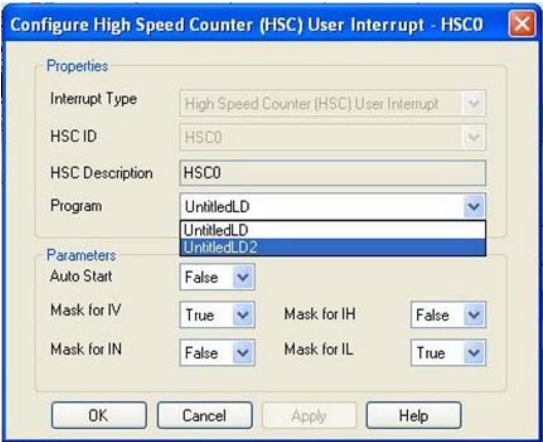 Configure High Speed Counter (HSC) User Interrupt - HSC0
Properties
Interrupt Type High Speed Counter (HSC) User Interrupt
HSC ID HSC0
HSC Description HSC0
Program UntitledLD
UntitledLD
UntitledLD2
Parameters
Auto Start False
Mask for IV True Mask for IH False
Mask for IN False Mask for IL True
OK Cancel Apply Help